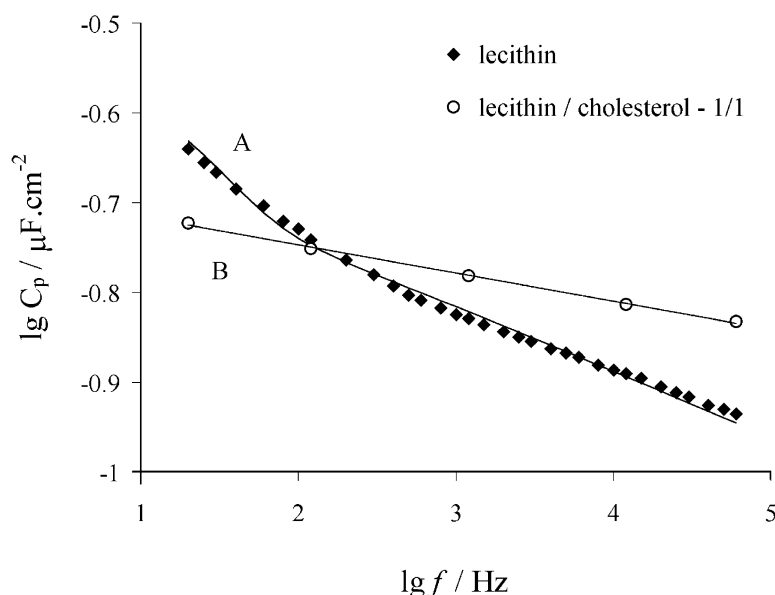 -0.5
lecithin
lecithin / cholesterol - 1/1
-0.6
A
-0.7
B
-0.8
-0.9
-1
lg Cp / μF.cm⁻²
1 2 3 4 5
lg f / Hz